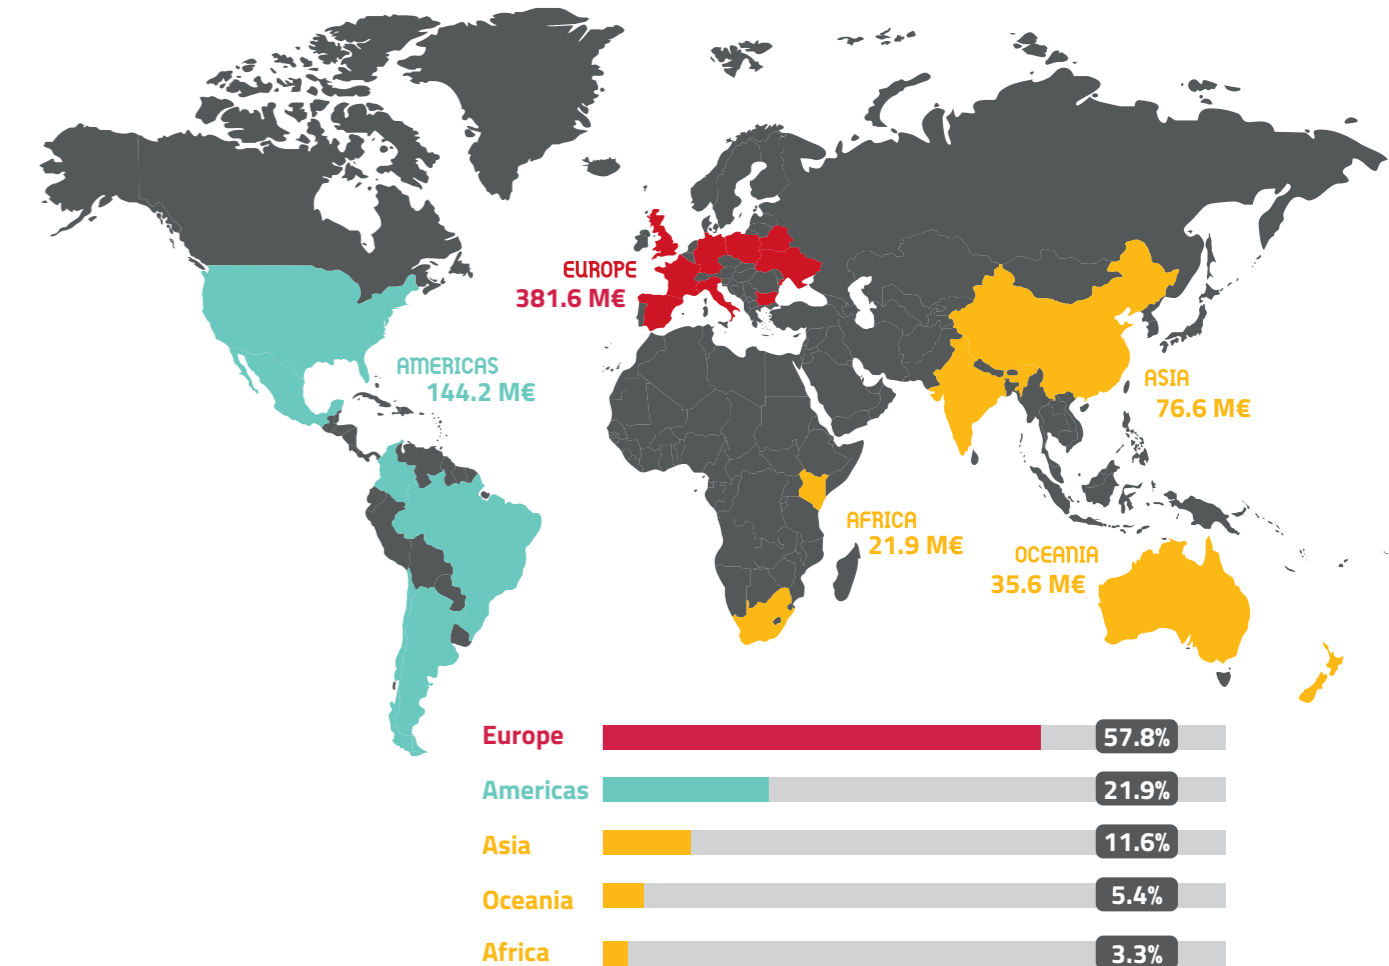 EUROPE
381.6 M€
AMERICAS
144.2 M€
ASIA
76.6 M€
AFRICA
21.9 M€
OCEANIA
35.6 M€
Europe 57.8%
Americas 21.9%
Asia 11.6%
Oceania 5.4%
Africa 3.3%